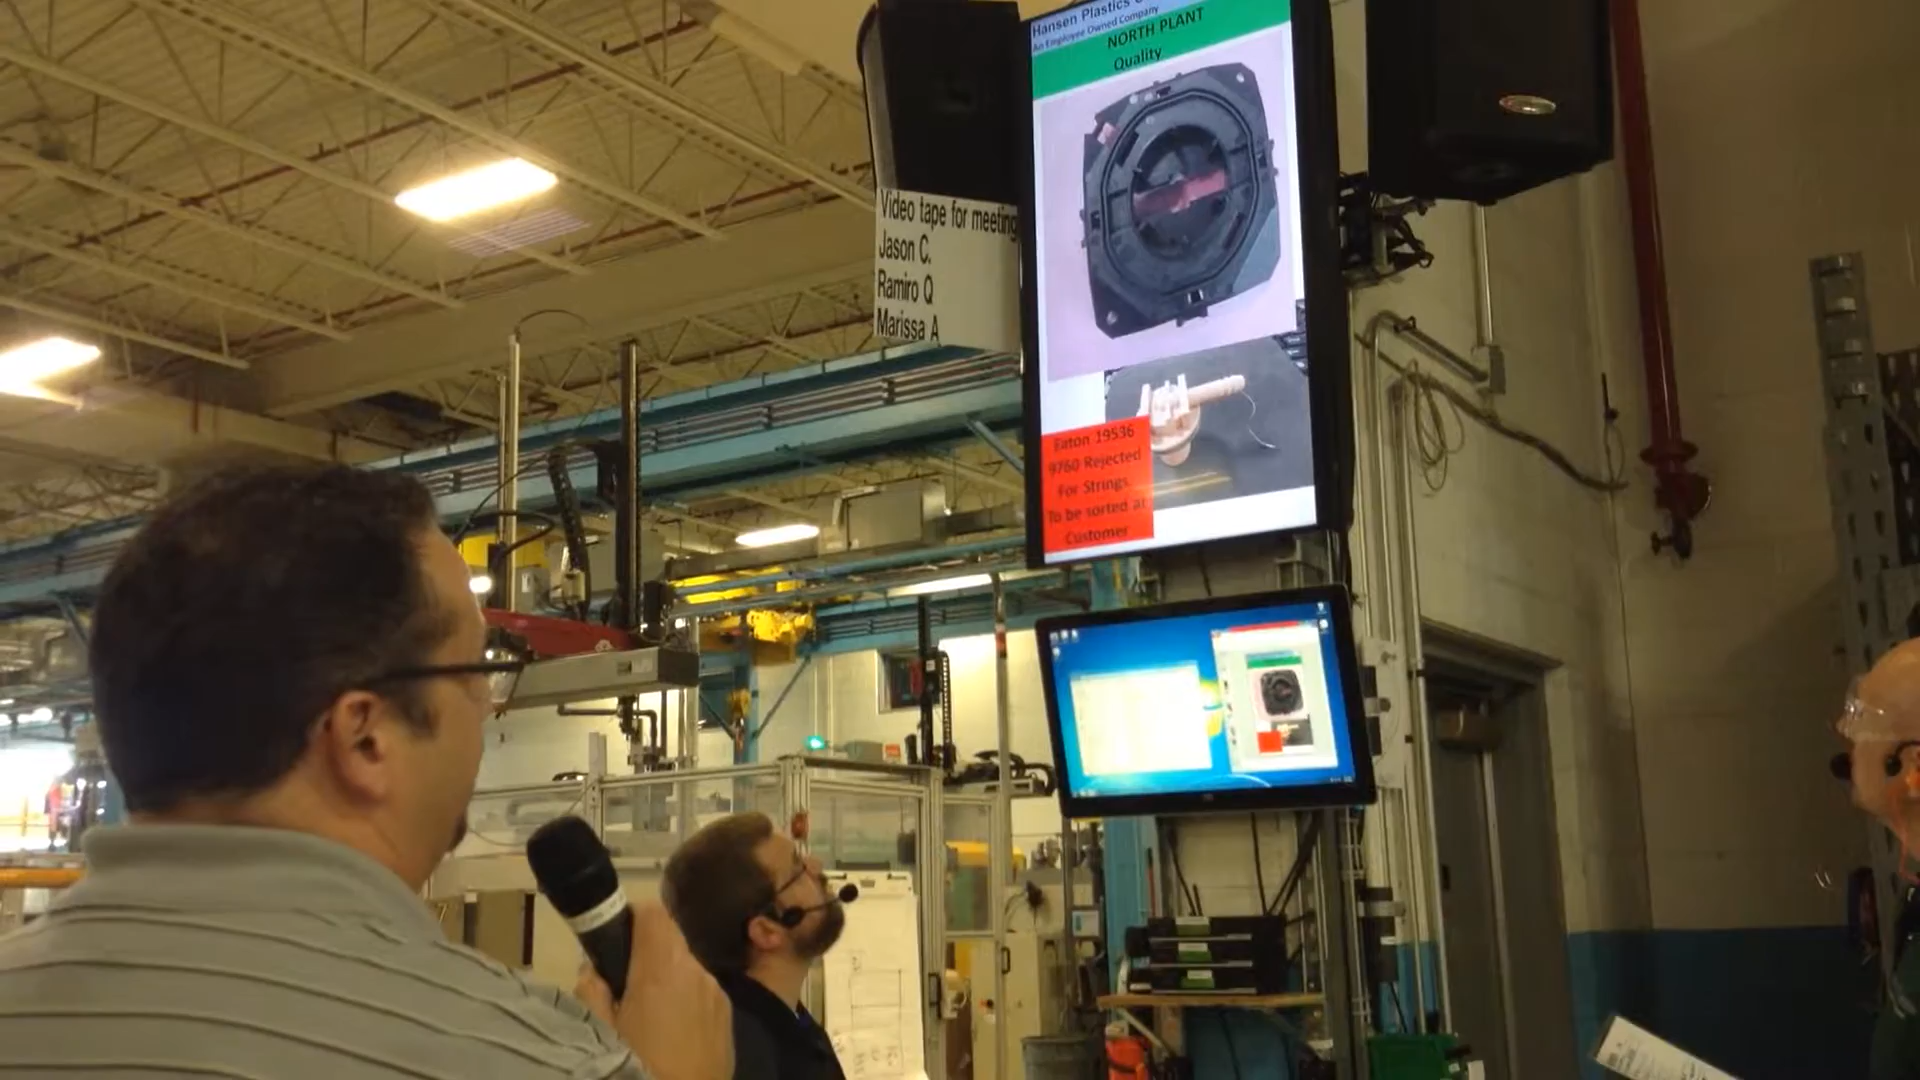 Hansen Plastics
An Employee Owned Company
NORTH PLANT
Quality
Video tape for meeting
Jason C.
Ramiro Q
Marissa A
Eaton 19536
9760 Rejected
For Strings.
To be sorted at
Customer